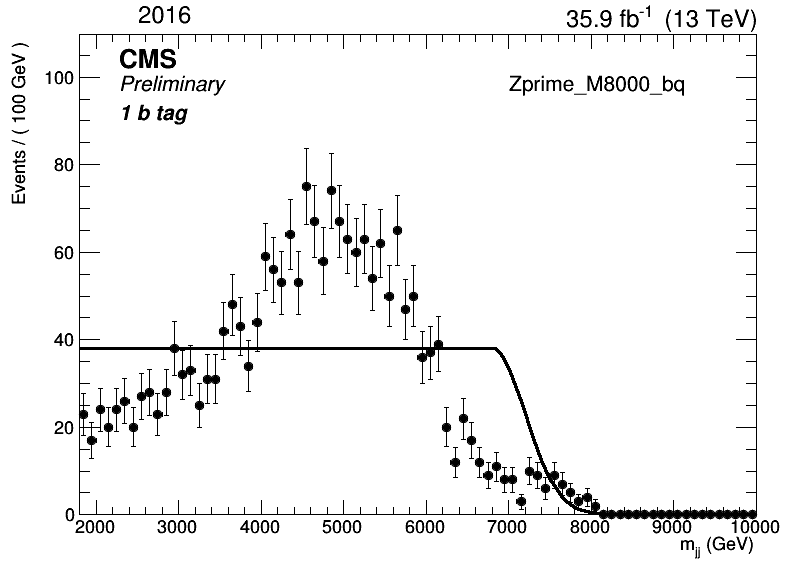 2016
35.9 fb⁻¹ (13 TeV)
CMS
Preliminary
1 b tag
Zprime_M8000_bq
Events / ( 100 GeV )
100
80
60
40
20
0
2000 3000 4000 5000 6000 7000 8000 9000 10000
m_jj (GeV)